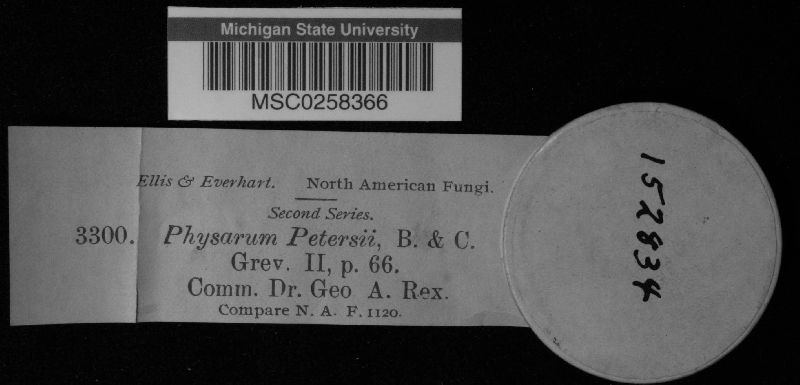 Michigan State University
MSC0258366
Ellis & Everhart. North American Fungi.
Second Series.
3300. Physarum Petersii, B. & C.
Grev. II, p. 66.
Comm. Dr. Geo A. Rex.
Compare N. A. F. 1120.
152834